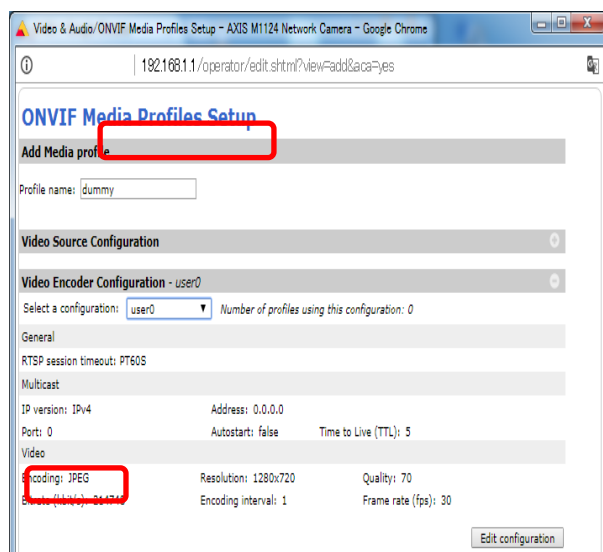 Video & Audio/ONVIF Media Profiles Setup - AXIS M1124 Network Camera - Google Chrome
192.168.1.1/operator/edit.shtml?view=add&aca=yes
ONVIF Media Profiles Setup
Add Media profile
Profile name: dummy
Video Source Configuration
Video Encoder Configuration - user0
Select a configuration: user0 Number of profiles using this configuration: 0
General
RTSP session timeout: PT60S
Multicast
IP version: IPv4 Address: 0.0.0.0
Port: 0 Autostart: false Time to Live (TTL): 5
Video
Encoding: JPEG Resolution: 1280x720 Quality: 70
Bitrate (kbit/s): Encoding interval: 1 Frame rate (fps): 30
Edit configuration